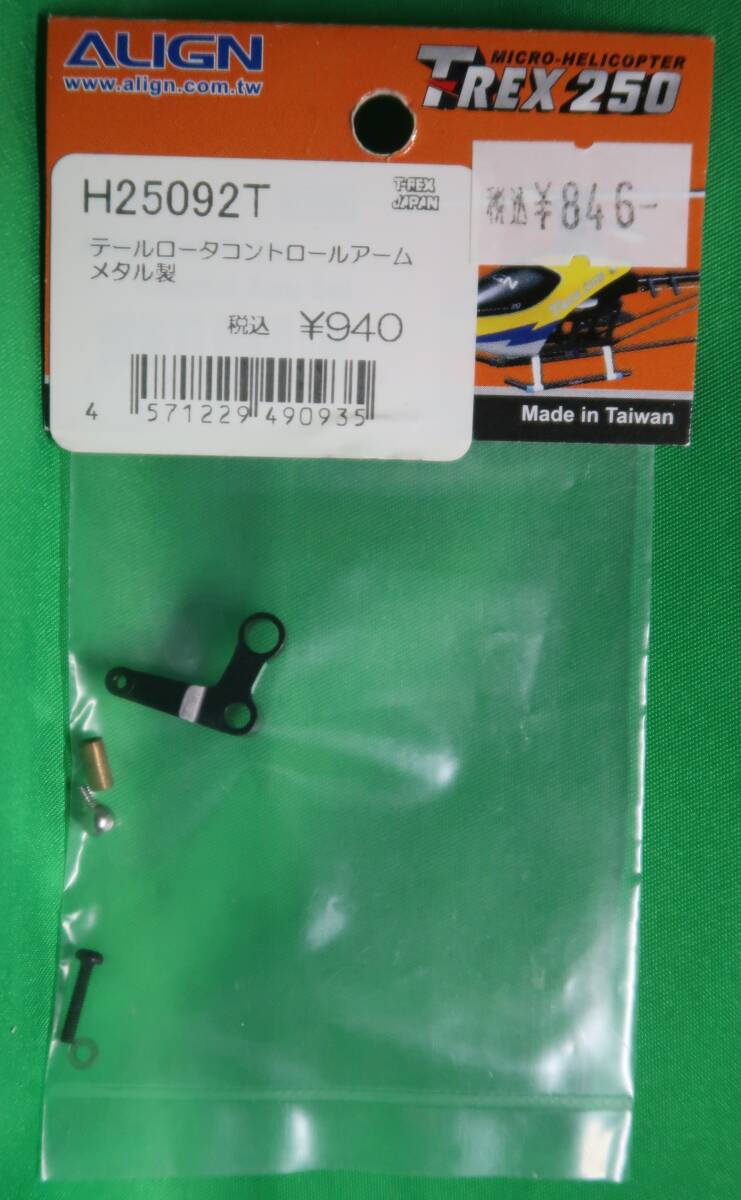 ALIGN
www.align.com.tw
MICRO-HELICOPTER
T-REX 250
H25092T
T-REX
JAPAN
税込¥846-
テールロータコントロールアーム
メタル製
税込 ¥940
4 571229 490935
Made in Taiwan